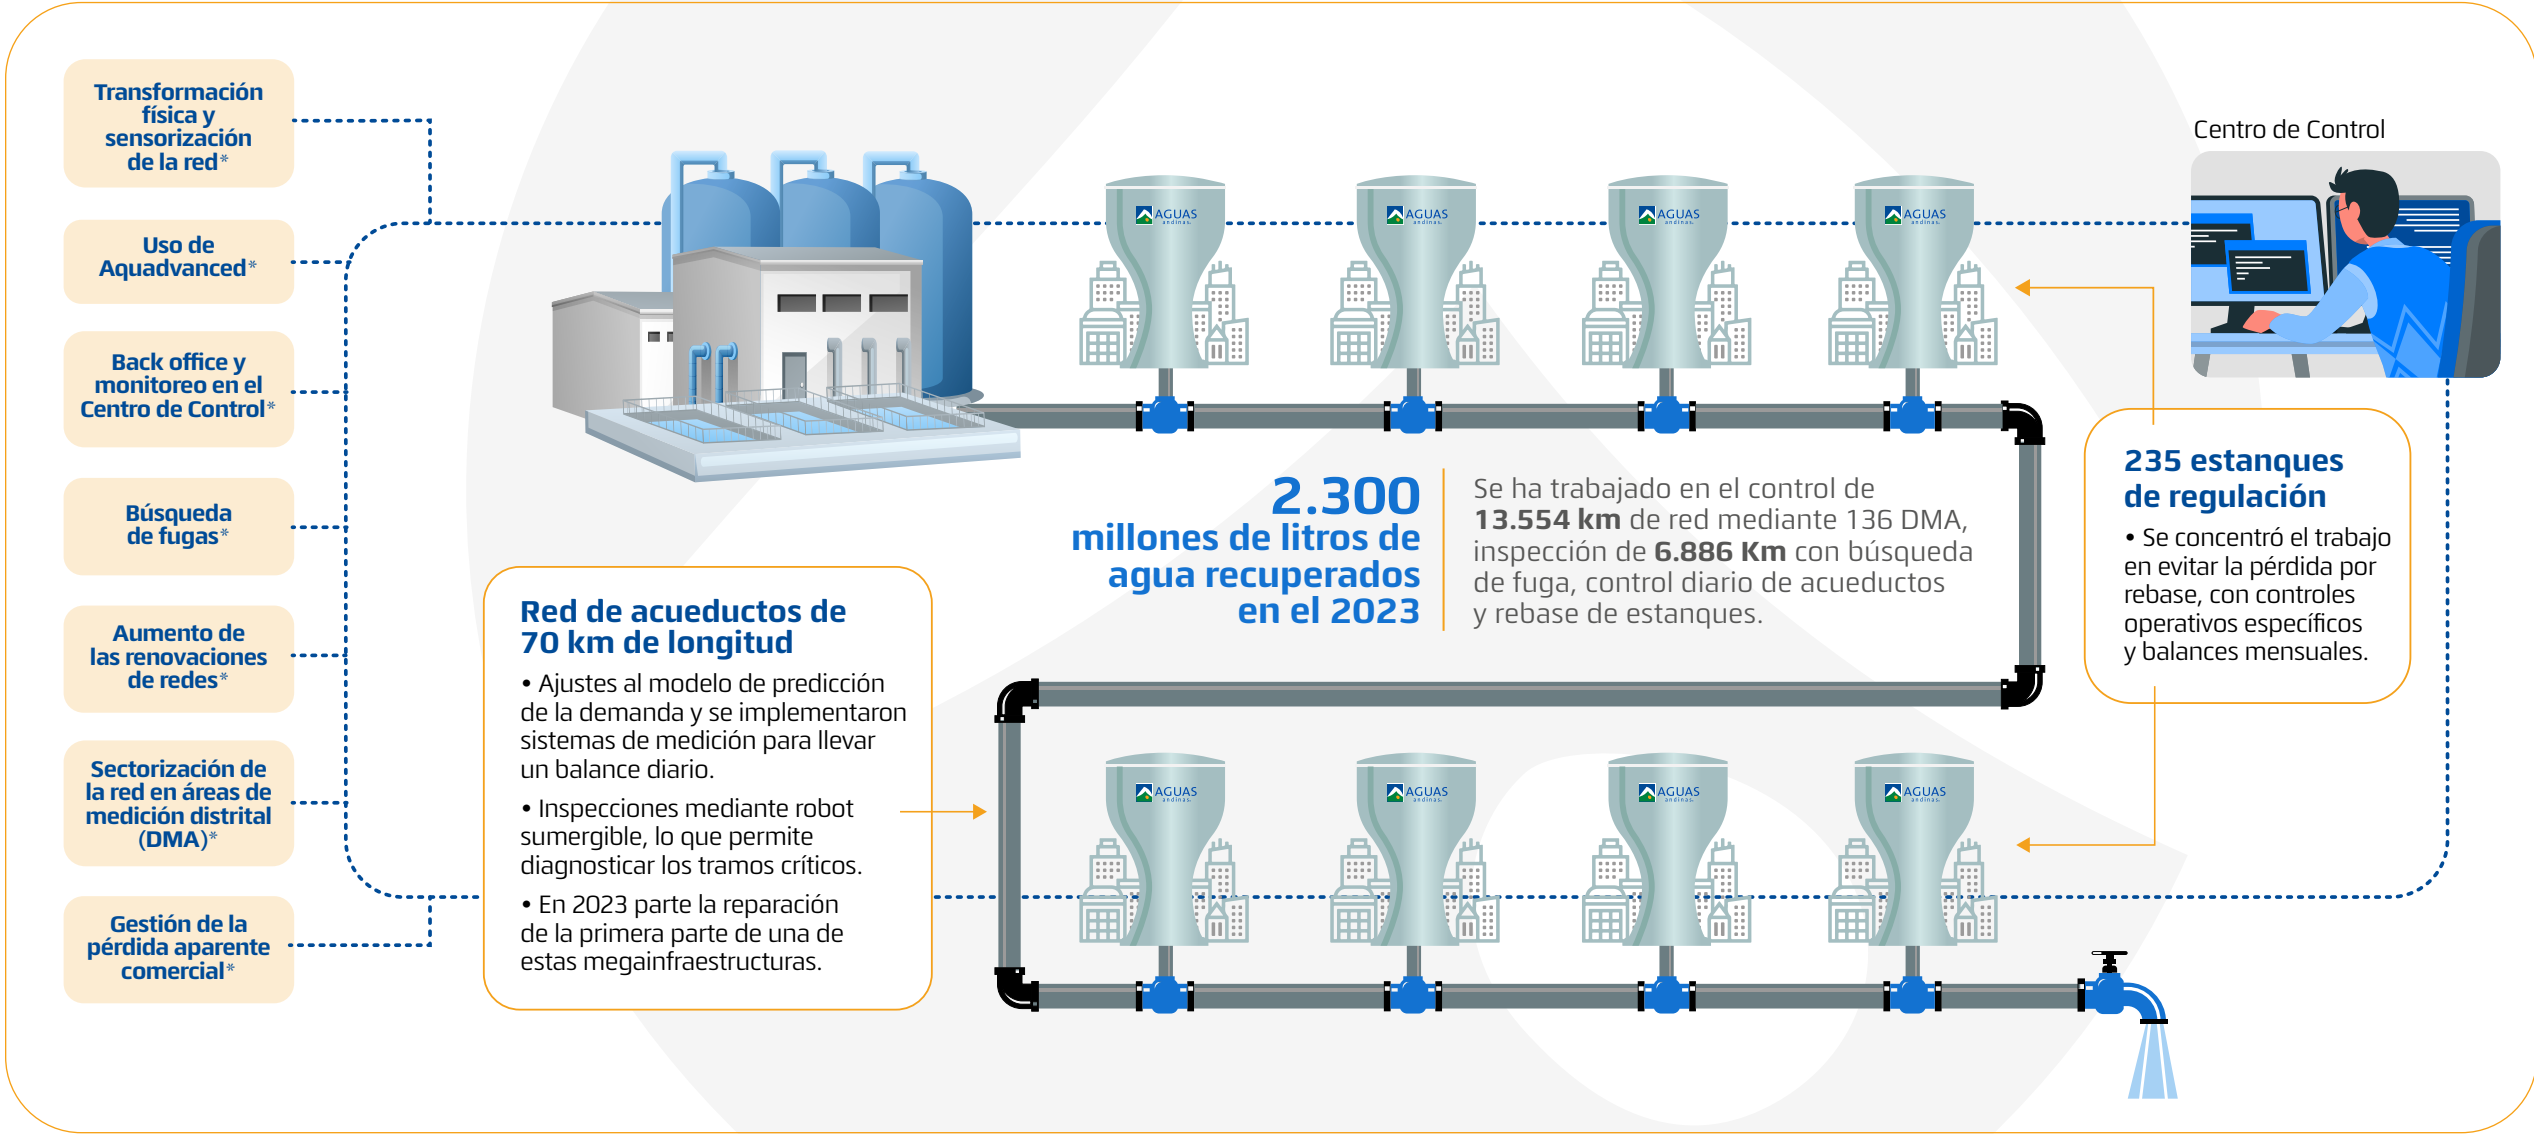 Transformación
física y
sensorización
de la red*
Uso de
Aquadvanced*
Back office y
monitoreo en el
Centro de Control*
Búsqueda
de fugas*
Aumento de
las renovaciones
de redes*
Sectorización de
la red en áreas de
medición distrital
(DMA)*
Gestión de la
pérdida aparente
comercial*
AGUAS
andinas
AGUAS
andinas
AGUAS
andinas
AGUAS
andinas
Centro de Control
2.300
millones de litros de
agua recuperados
en el 2023
Se ha trabajado en el control de
13.554 km de red mediante 136 DMA,
inspección de 6.886 Km con búsqueda
de fuga, control diario de acueductos
y rebase de estanques.
235 estanques
de regulación
• Se concentró el trabajo
en evitar la pérdida por
rebase, con controles
operativos específicos
y balances mensuales.
Red de acueductos de
70 km de longitud
• Ajustes al modelo de predicción
de la demanda y se implementaron
sistemas de medición para llevar
un balance diario.
• Inspecciones mediante robot
sumergible, lo que permite
diagnosticar los tramos críticos.
• En 2023 parte la reparación
de la primera parte de una de
estas megainfraestructuras.
AGUAS
andinas
AGUAS
andinas
AGUAS
andinas
AGUAS
andinas